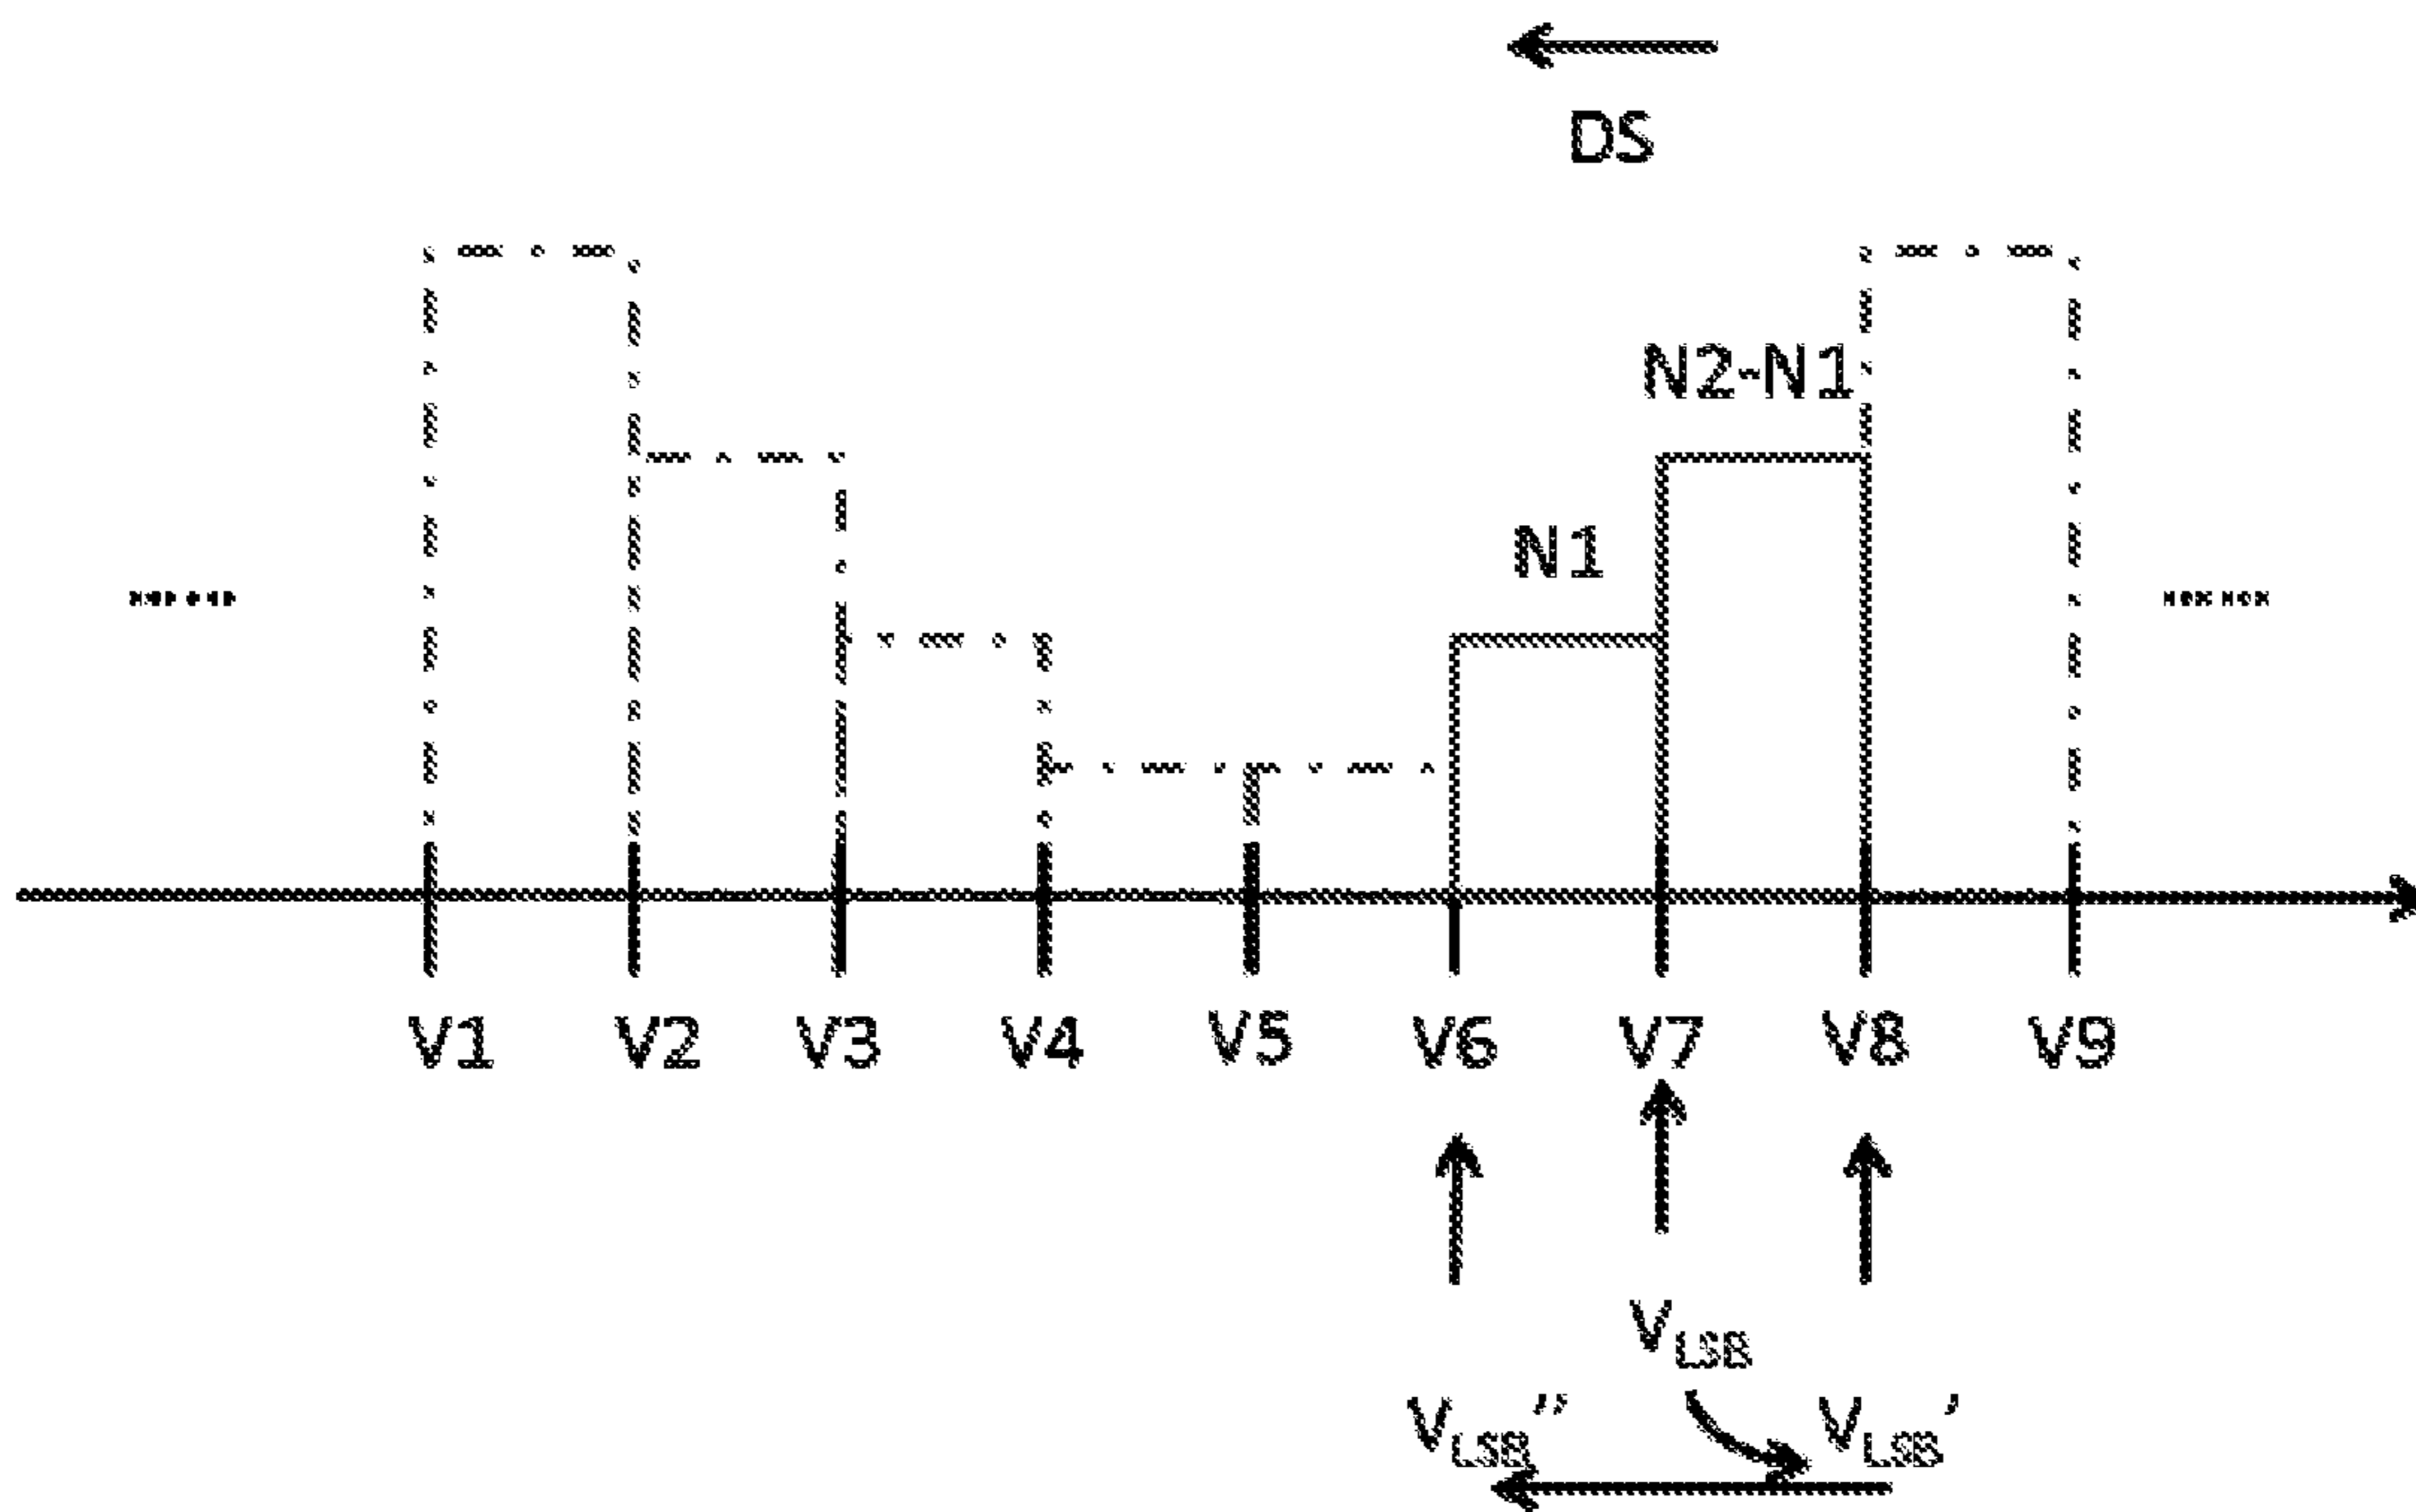 DS
N2-N1
N1
V1 V2 V3 V4 V5 V6 V7 V8 V9
VLSB
VLSB'' VLSB'